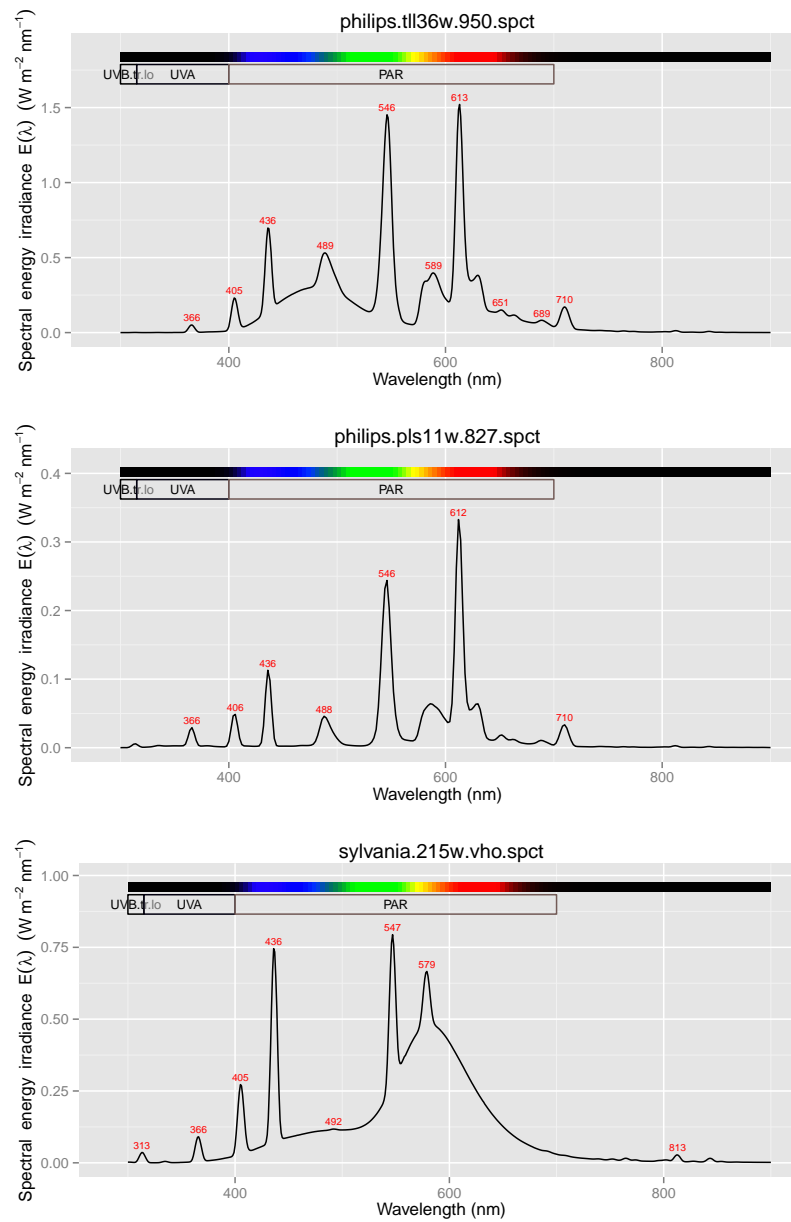 philips.tll36w.950.spct
UVB.tr.lo UVA PAR
Spectral energy irradiance E(λ) (W m−2 nm−1)
1.5
1.0
0.5
0.0
366
405
436
489
546
589
613
651
689
710
400 600 800
Wavelength (nm)
philips.pls11w.827.spct
UVB.tr.lo UVA PAR
Spectral energy irradiance E(λ) (W m−2 nm−1)
0.4
0.3
0.2
0.1
0.0
366
406
436
488
546
612
710
400 600 800
Wavelength (nm)
sylvania.215w.vho.spct
UVB.tr.lo UVA PAR
Spectral energy irradiance E(λ) (W m−2 nm−1)
1.00
0.75
0.50
0.25
0.00
313
366
405
436
492
547
579
813
400 600 800
Wavelength (nm)